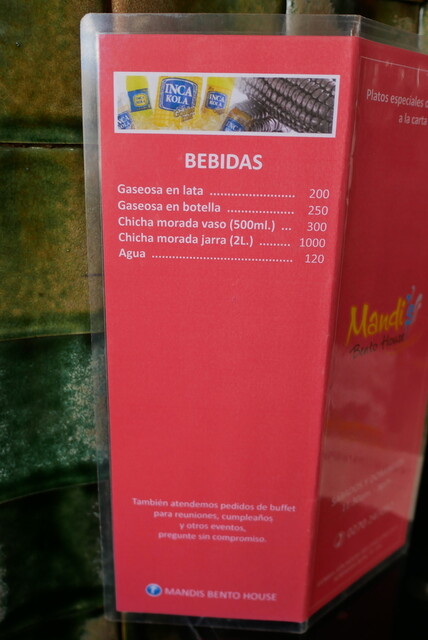 INCA
KOLA
INCA
KOLA
BEBIDAS
Gaseosa en lata ...................... 200
Gaseosa en botella ................. 250
Chicha morada vaso (500ml.) ... 300
Chicha morada jarra (2L.) ........ 1000
Agua ..................................... 120
También atendemos pedidos de buffet
para reuniones, cumpleaños
y otros eventos,
pregunte sin compromiso.
MANDIS BENTO HOUSE
Platos especiales
a la carta
Mandis
Bento House